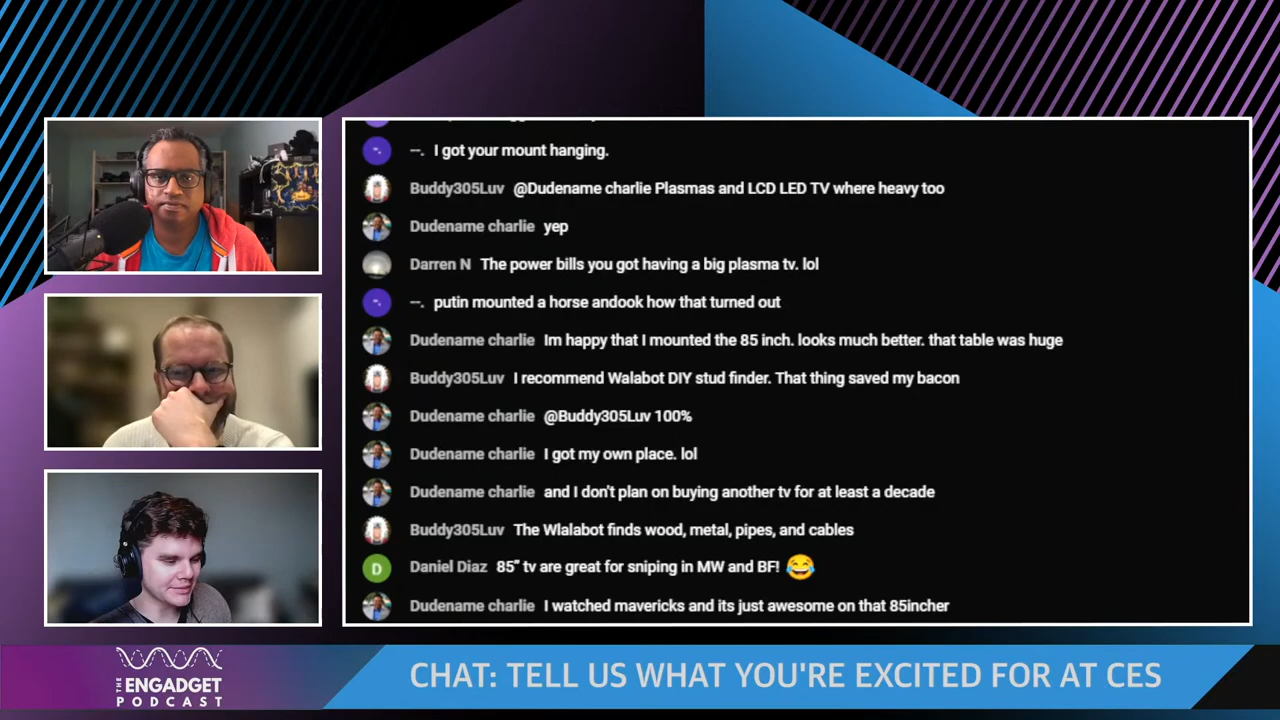 --. I got your mount hanging.
Buddy305Luv @Dudename charlie Plasmas and LCD LED TV where heavy too
Dudename charlie yep
Darren N The power bills you got having a big plasma tv. lol
--. putin mounted a horse andook how that turned out
Dudename charlie Im happy that I mounted the 85 inch. looks much better. that table was huge
Buddy305Luv I recommend Walabot DIY stud finder. That thing saved my bacon
Dudename charlie @Buddy305Luv 100%
Dudename charlie I got my own place. lol
Dudename charlie and I don't plan on buying another tv for at least a decade
Buddy305Luv The Wlalabot finds wood, metal, pipes, and cables
D Daniel Diaz 85" tv are great for sniping in MW and BF! 😂
Dudename charlie I watched mavericks and its just awesome on that 85incher
THE ENGADGET PODCAST
CHAT: TELL US WHAT YOU'RE EXCITED FOR AT CES